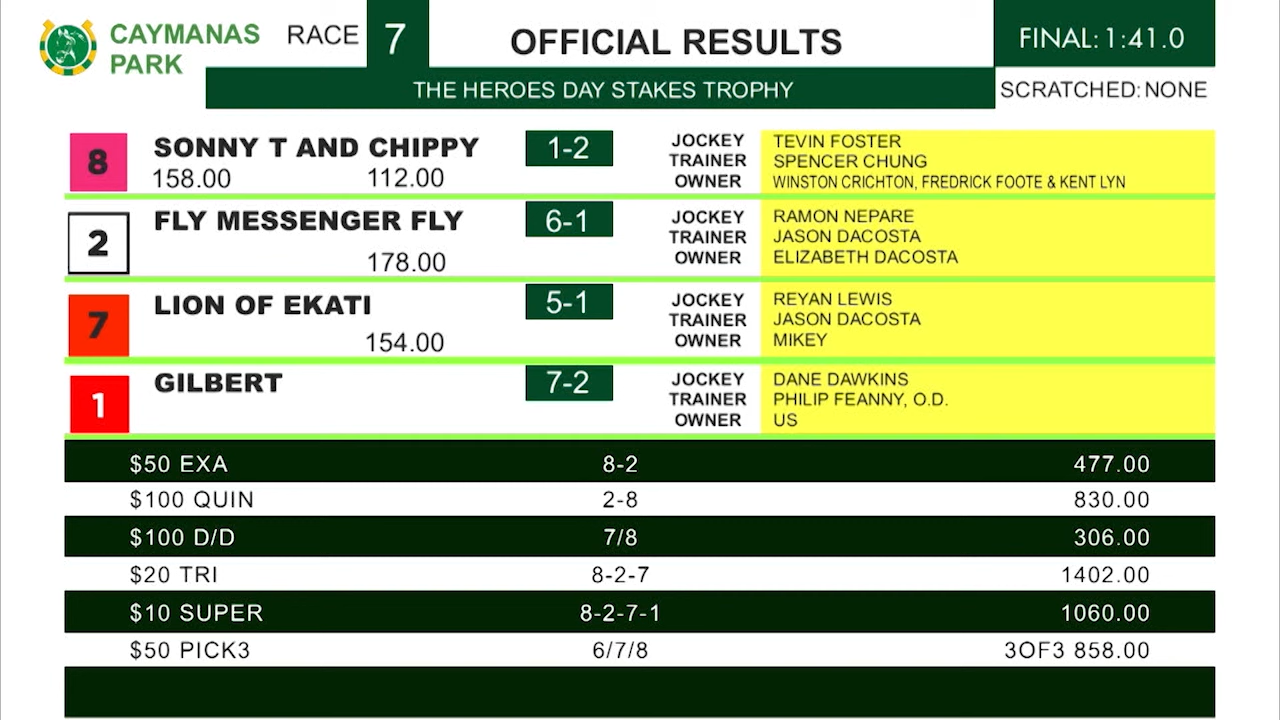 CAYMANAS PARK
RACE 7
OFFICIAL RESULTS
FINAL: 1:41.0
THE HEROES DAY STAKES TROPHY
SCRATCHED: NONE
8 SONNY T AND CHIPPY 1-2
158.00 112.00
JOCKEY TEVIN FOSTER
TRAINER SPENCER CHUNG
OWNER WINSTON CRICHTON, FREDRICK FOOTE & KENT LYN
2 FLY MESSENGER FLY 6-1
178.00
JOCKEY RAMON NEPARE
TRAINER JASON DACOSTA
OWNER ELIZABETH DACOSTA
7 LION OF EKATI 5-1
154.00
JOCKEY REYAN LEWIS
TRAINER JASON DACOSTA
OWNER MIKEY
1 GILBERT 7-2
JOCKEY DANE DAWKINS
TRAINER PHILIP FEANNY, O.D.
OWNER US
$50 EXA 8-2 477.00
$100 QUIN 2-8 830.00
$100 D/D 7/8 306.00
$20 TRI 8-2-7 1402.00
$10 SUPER 8-2-7-1 1060.00
$50 PICK3 6/7/8 3OF3 858.00